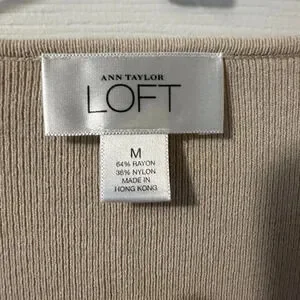 ANN TAYLOR
LOFT
M
64% RAYON
36% NYLON
MADE IN
HONG KONG